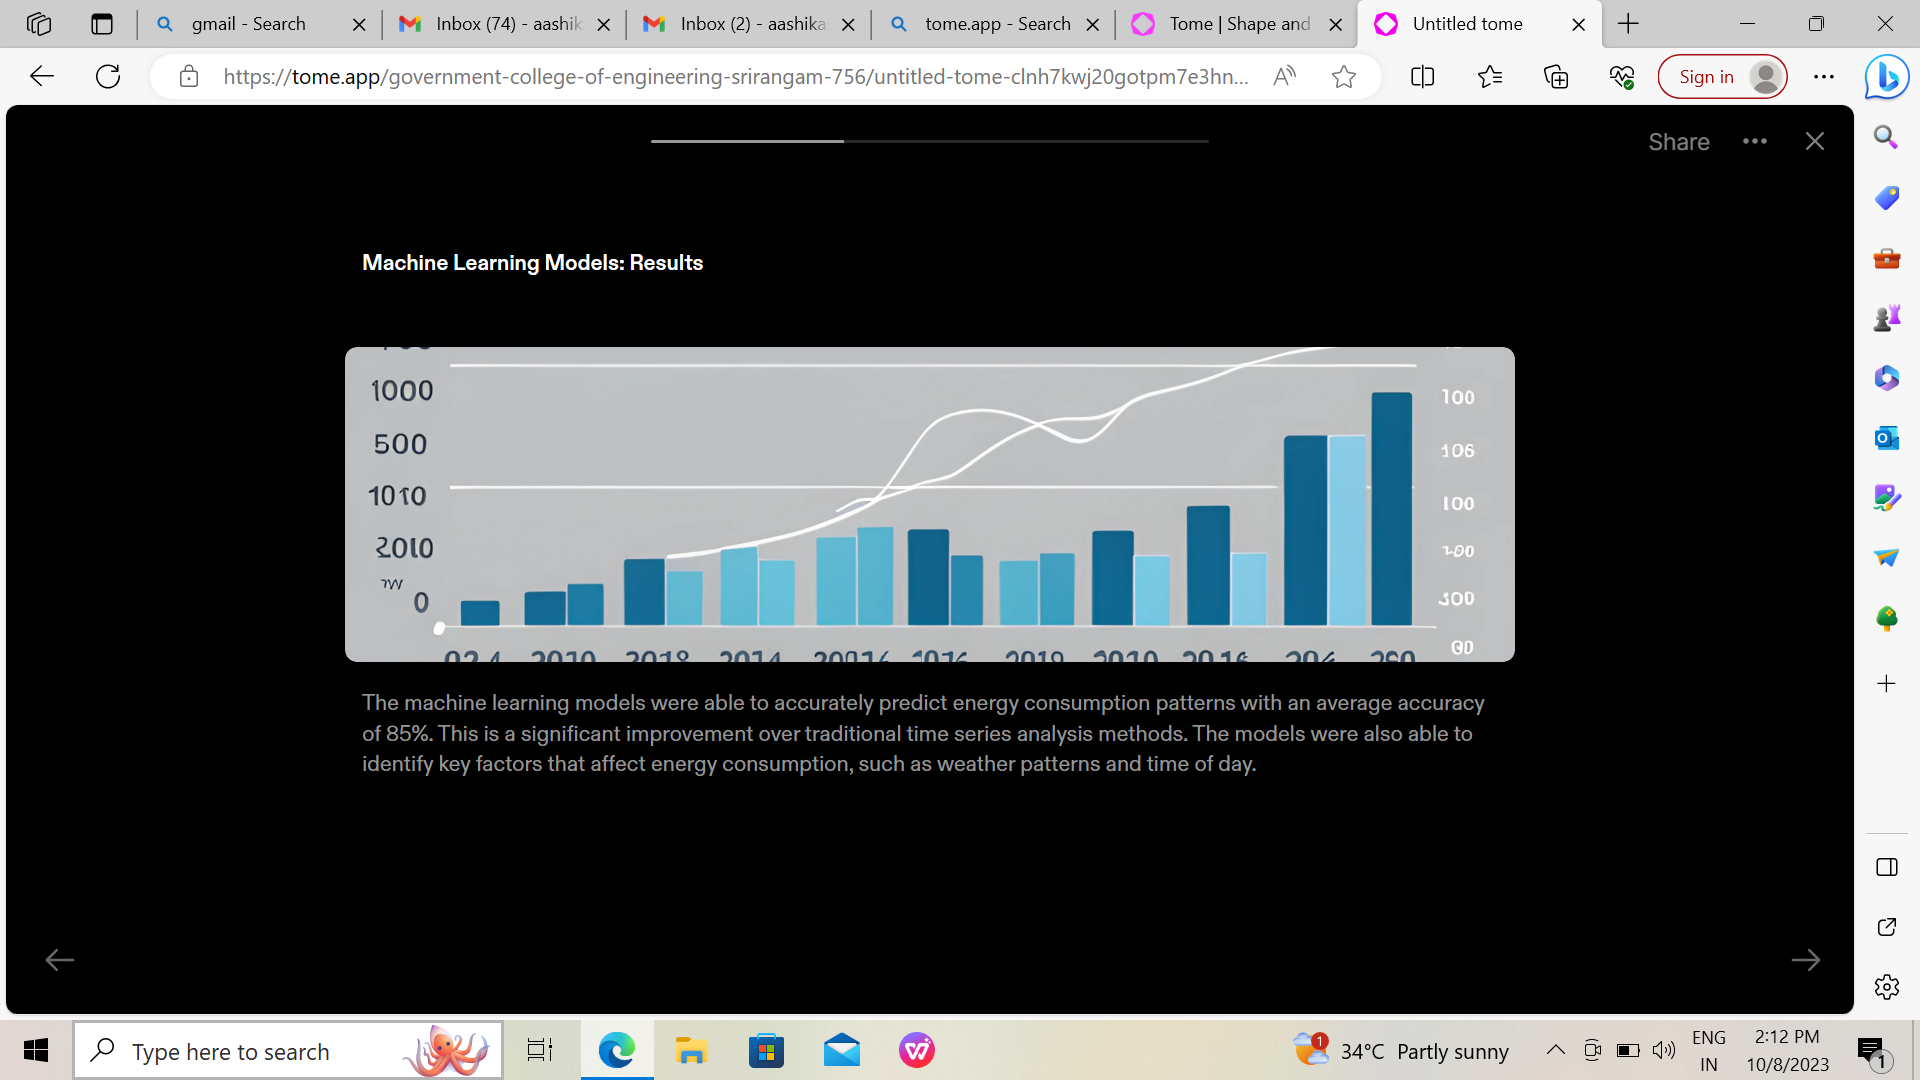 gmail - Search
Inbox (74) - aashik
Inbox (2) - aashika
tome.app - Search
Tome | Shape and
Untitled tome
https://tome.app/government-college-of-engineering-srirangam-756/untitled-tome-clnh7kwj20gotpm7e3hn...
Sign in
Share
Machine Learning Models: Results
1000
500
1010
2010
0
100
106
100
The machine learning models were able to accurately predict energy consumption patterns with an average accuracy
of 85%. This is a significant improvement over traditional time series analysis methods. The models were also able to
identify key factors that affect energy consumption, such as weather patterns and time of day.
Type here to search
1
34°C Partly sunny
ENG
IN
2:12 PM
10/8/2023
1